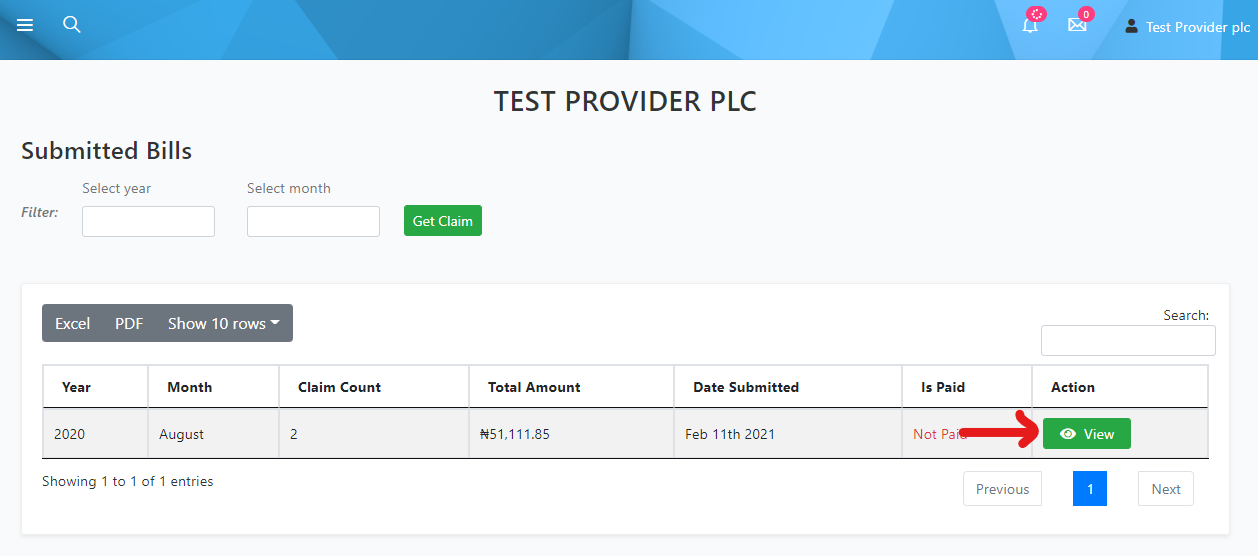 0
Test Provider plc
TEST PROVIDER PLC
Submitted Bills
Select year Select month
Filter: Get Claim
Excel PDF Show 10 rows
Search:
Year Month Claim Count Total Amount Date Submitted Is Paid Action
2020 August 2 ₦51,111.85 Feb 11th 2021 Not Paid View
Showing 1 to 1 of 1 entries
Previous 1 Next